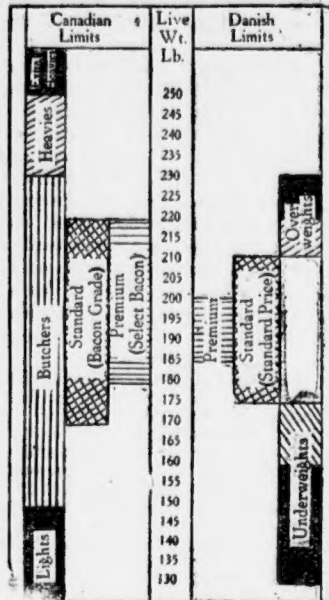 Canadian Limits
Live Wt. Lb.
Danish Limits
Extra Heavies
Heavies
Butchers
Lights
Standard (Bacon Grade)
Premium (Select Bacon)
250
245
240
235
230
225
220
215
210
205
200
195
190
185
180
175
170
165
160
155
150
145
140
135
130
Premium
Standard (Standard Price)
Over weights
Underweights